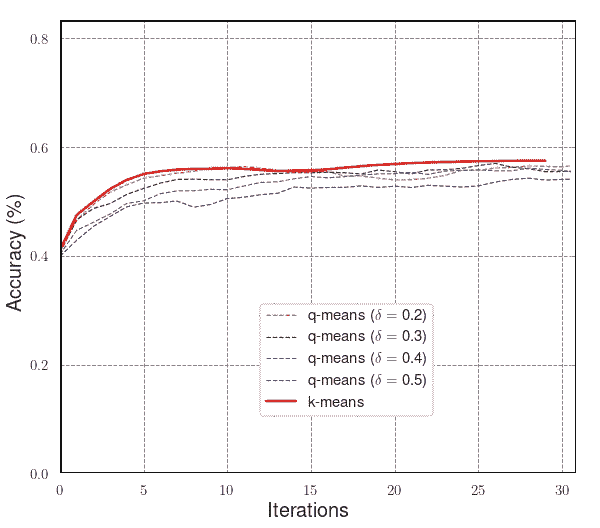 Accuracy (%)
0.8
0.6
0.4
0.2
0.0
q-means (δ = 0.2)
q-means (δ = 0.3)
q-means (δ = 0.4)
q-means (δ = 0.5)
k-means
0 5 10 15 20 25 30
Iterations